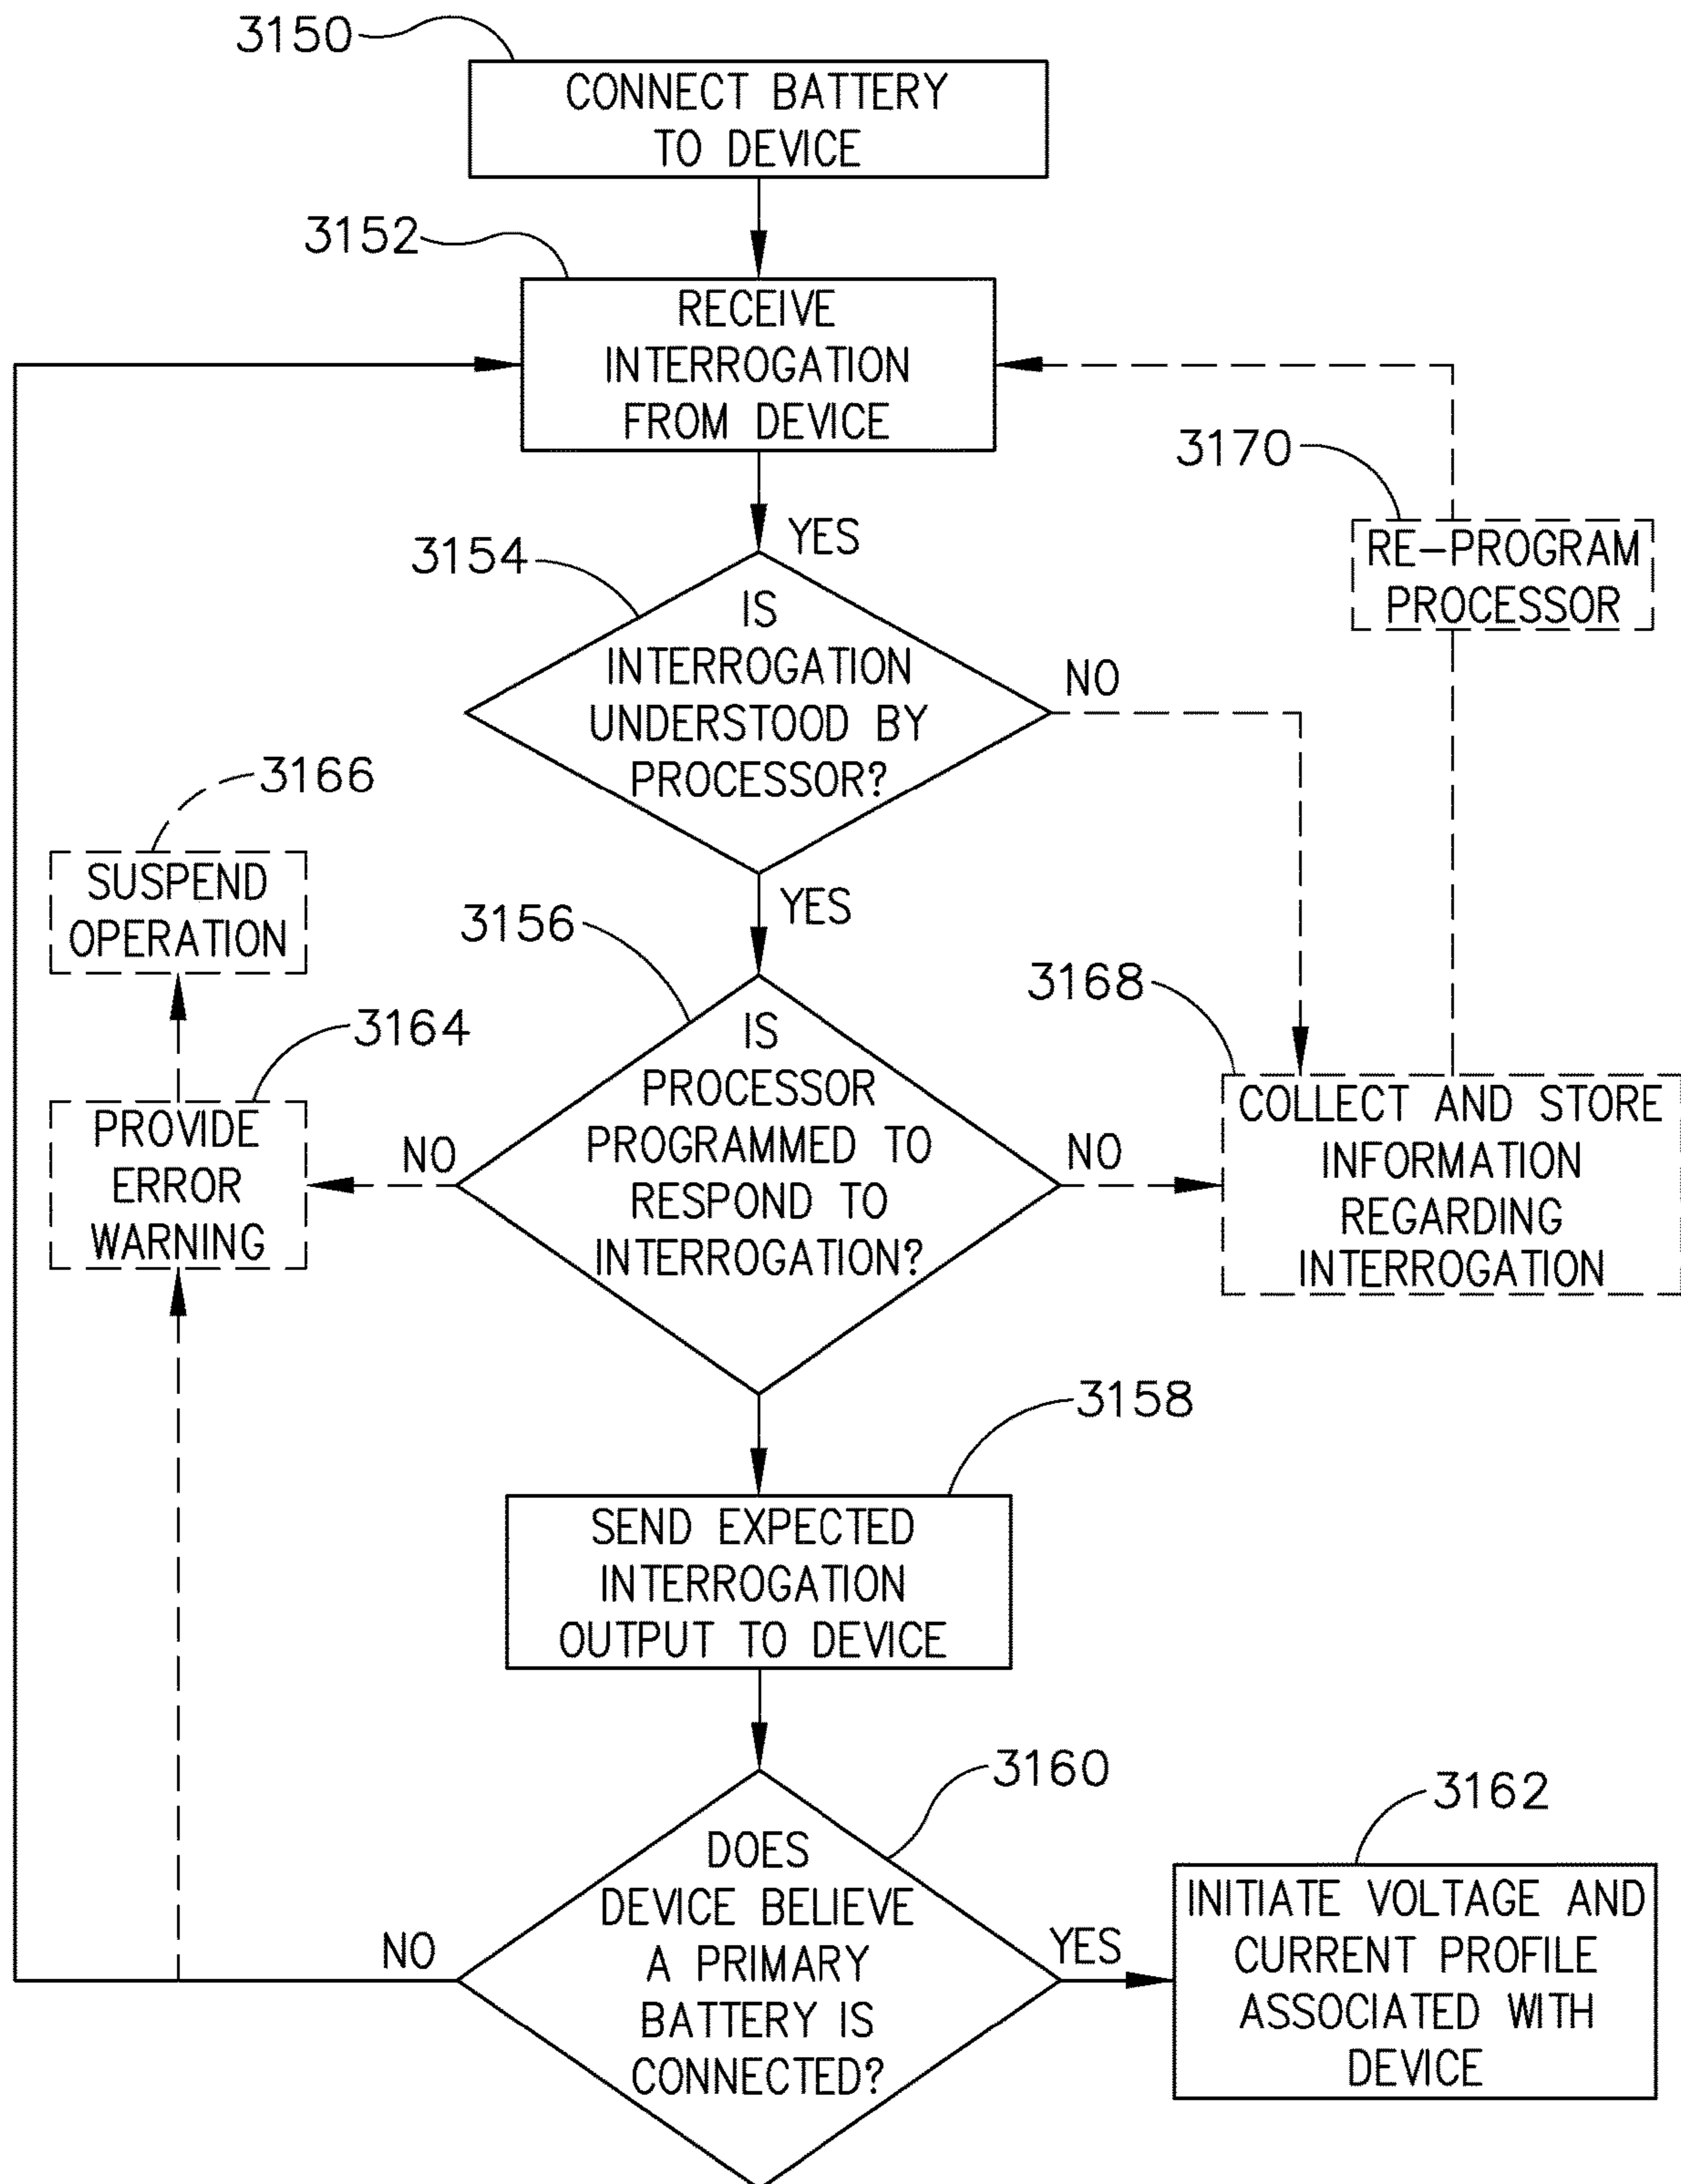 3150
CONNECT BATTERY
TO DEVICE
3152
RECEIVE
INTERROGATION
FROM DEVICE
3170
RE-PROGRAM
PROCESSOR
YES
3154
IS
INTERROGATION
UNDERSTOOD BY
PROCESSOR?
NO
3166
SUSPEND
OPERATION
YES
3156
IS
PROCESSOR
PROGRAMMED TO
RESPOND TO
INTERROGATION?
3168
COLLECT AND STORE
INFORMATION
REGARDING
INTERROGATION
3164
PROVIDE
ERROR
WARNING
NO
NO
3158
SEND EXPECTED
INTERROGATION
OUTPUT TO DEVICE
3160
DOES
DEVICE BELIEVE
A PRIMARY
BATTERY IS
CONNECTED?
NO
YES
3162
INITIATE VOLTAGE AND
CURRENT PROFILE
ASSOCIATED WITH
DEVICE